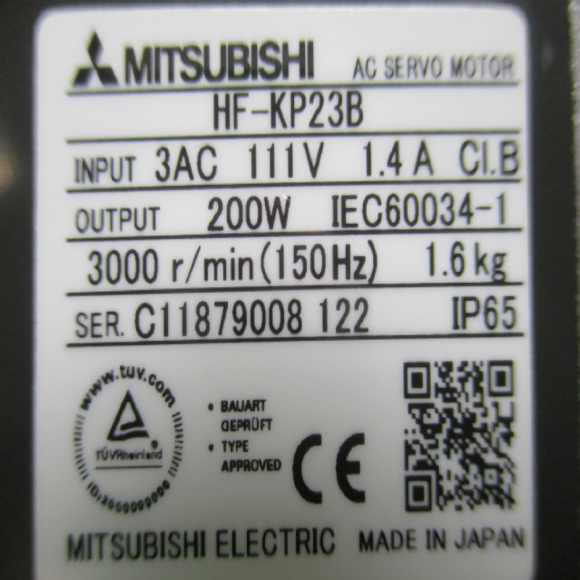 MITSUBISHI AC SERVO MOTOR
HF-KP23B
INPUT 3AC 111V 1.4A Cl.B
OUTPUT 200W IEC60034-1
3000 r/min(150Hz) 1.6kg
SER. C11879008 122 IP65
www.tuv.com
TÜVRheinland
• BAUART
GEPRÜFT
• TYPE
APPROVED
CE
MITSUBISHI ELECTRIC MADE IN JAPAN